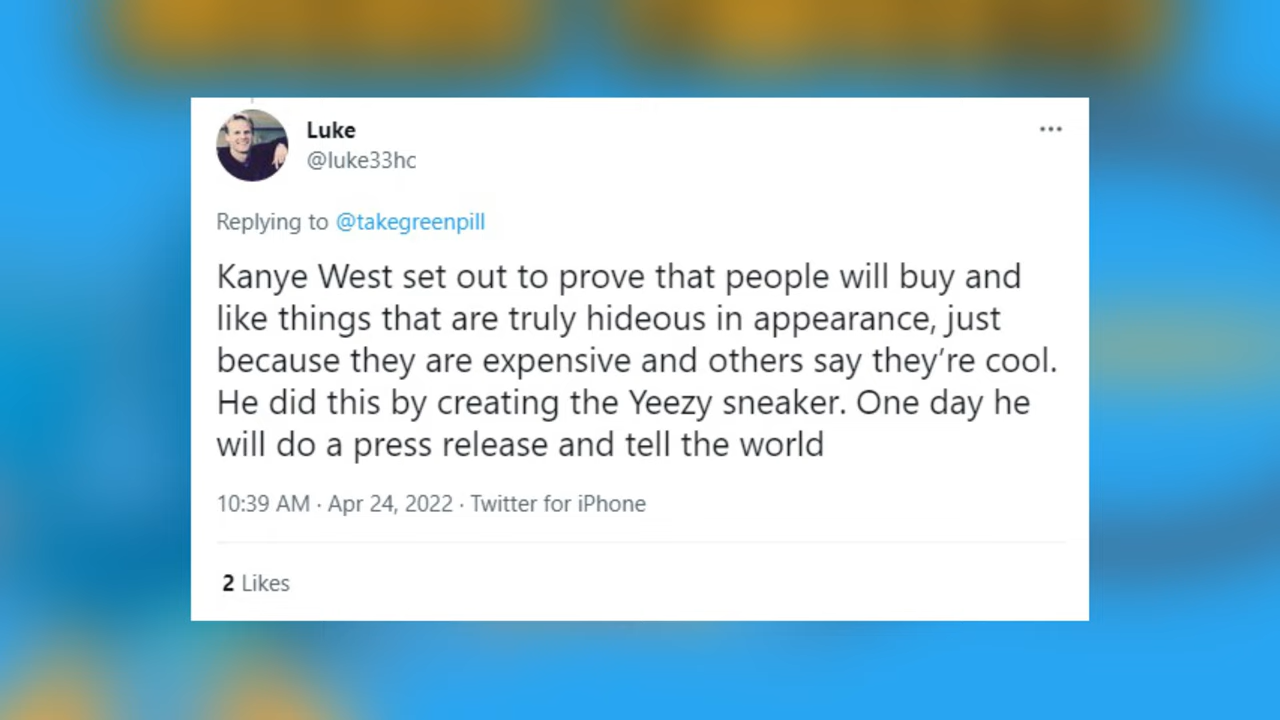 Luke
@luke33hc
Replying to @takegreenpill
Kanye West set out to prove that people will buy and
like things that are truly hideous in appearance, just
because they are expensive and others say they’re cool.
He did this by creating the Yeezy sneaker. One day he
will do a press release and tell the world
10:39 AM · Apr 24, 2022 · Twitter for iPhone
2 Likes